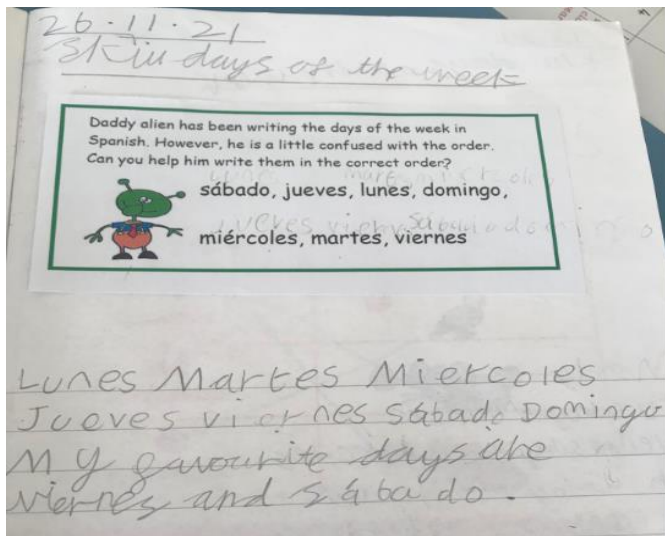 26.11.21
Skill days of the week
Daddy alien has been writing the days of the week in
Spanish. However, he is a little confused with the order.
Can you help him write them in the correct order?
sábado, jueves, lunes, domingo,
miércoles, martes, viernes
Lunes Martes Miercoles
Jueves viernes sábado Domingo
My favourite days are
viernes and sábado.